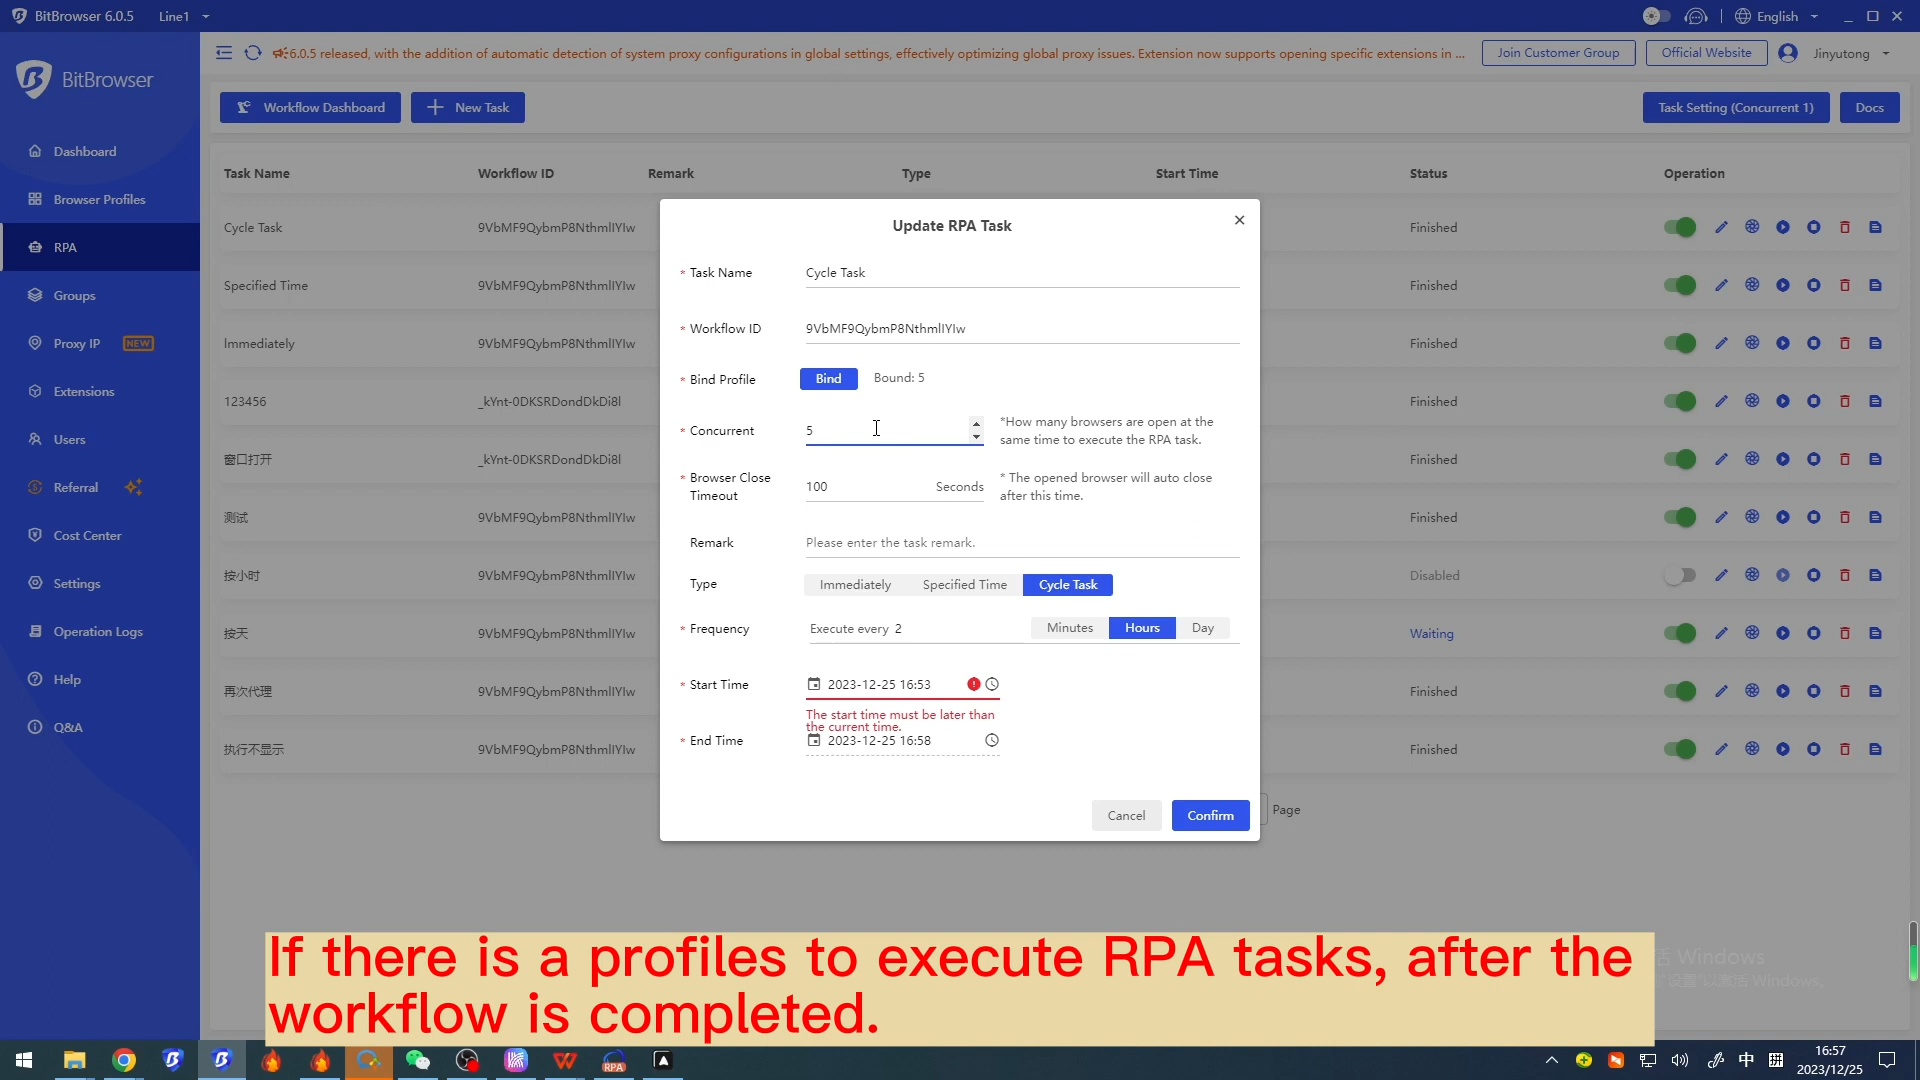 BitBrowser 6.0.5 Line1 English
6.0.5 released, with the addition of automatic detection of system proxy configurations in global settings, effectively optimizing global proxy issues. Extension now supports opening specific extensions in ... Join Customer Group Official Website Jinyutong
BitBrowser
Workflow Dashboard New Task Task Setting (Concurrent 1) Docs
Dashboard
Browser Profiles
RPA
Groups
Proxy IP NEW
Extensions
Users
Referral
Cost Center
Settings
Operation Logs
Help
Q&A
Task Name Workflow ID Remark Type Start Time Status Operation
Cycle Task 9VbMF9QybmP8NthmlIYIw Finished
Specified Time 9VbMF9QybmP8NthmlIYIw Finished
Immediately 9VbMF9QybmP8NthmlIYIw Finished
123456 _kYnt-0DKSRDondDkDi8l Finished
窗口打开 _kYnt-0DKSRDondDkDi8l Finished
测试 9VbMF9QybmP8NthmlIYIw Finished
按小时 9VbMF9QybmP8NthmlIYIw Disabled
按天 9VbMF9QybmP8NthmlIYIw Waiting
再次代理 9VbMF9QybmP8NthmlIYIw Finished
执行不显示 9VbMF9QybmP8NthmlIYIw Finished
Page
Update RPA Task
* Task Name Cycle Task
* Workflow ID 9VbMF9QybmP8NthmlIYIw
* Bind Profile Bind Bound: 5
* Concurrent 5 *How many browsers are open at the
same time to execute the RPA task.
* Browser Close
Timeout 100 Seconds * The opened browser will auto close
after this time.
Remark Please enter the task remark.
Type Immediately Specified Time Cycle Task
* Frequency Execute every 2 Minutes Hours Day
* Start Time 2023-12-25 16:53
The start time must be later than
the current time.
* End Time 2023-12-25 16:58
Cancel Confirm
If there is a profiles to execute RPA tasks, after the
workflow is completed.
Windows
设置"以激活 Windows。
RPA 中 拼 16:57
2023/12/25